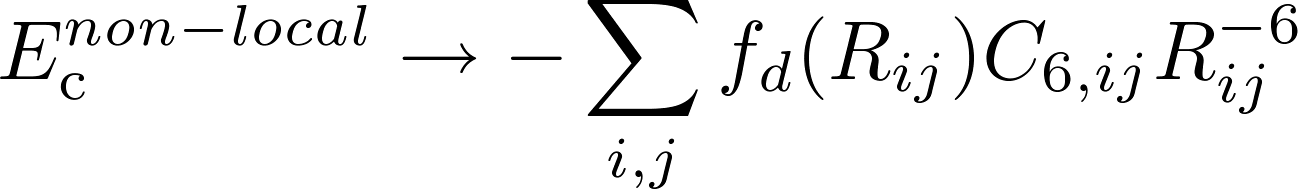 E_c^{non-local} → − ∑_{i,j} f_d(R_{ij}) C_{6,ij} R_{ij}^{-6}